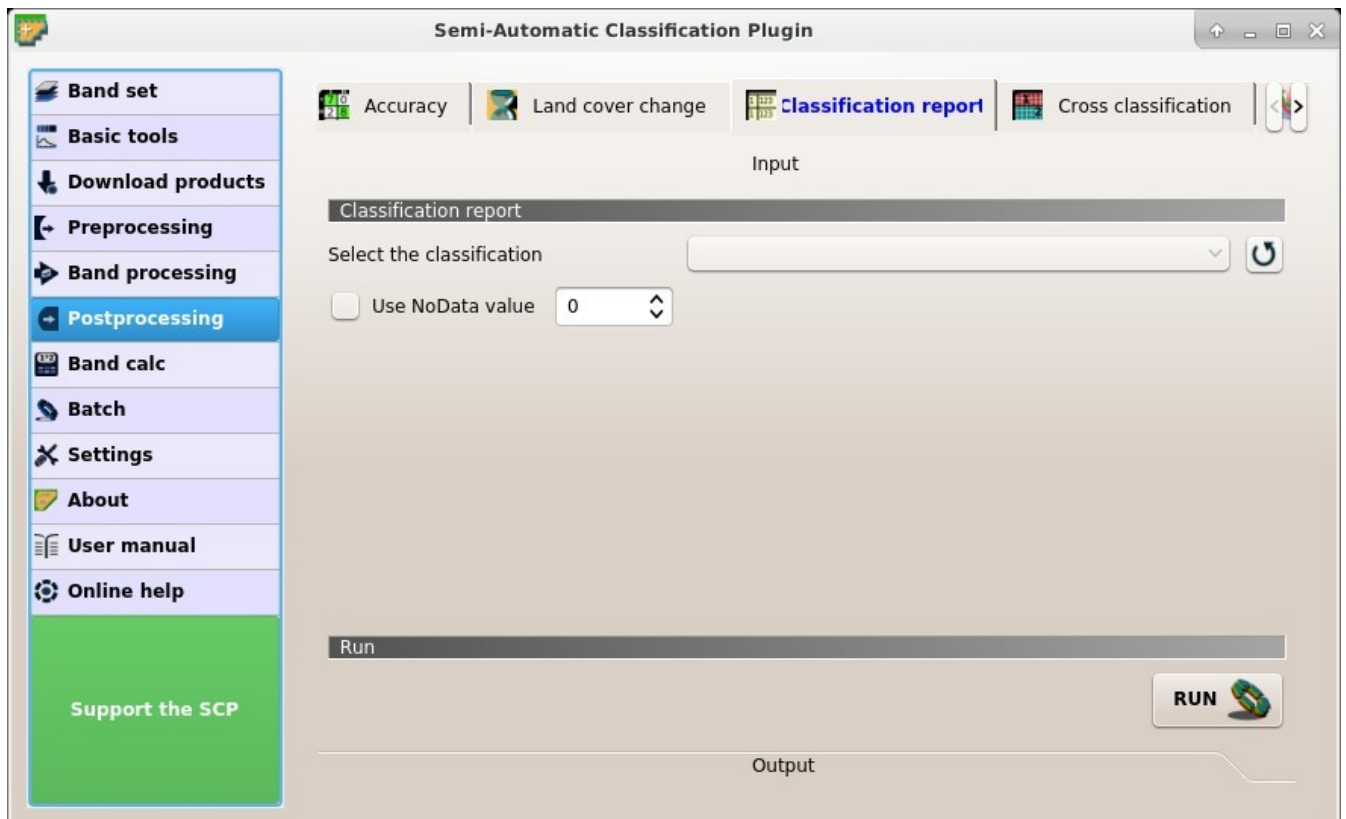 Semi-Automatic Classification Plugin
Band set
Basic tools
Download products
Preprocessing
Band processing
Postprocessing
Band calc
Batch
Settings
About
User manual
Online help
Support the SCP
Accuracy
Land cover change
Classification report
Cross classification
Input
Classification report
Select the classification
Use NoData value 0
Run
RUN
Output